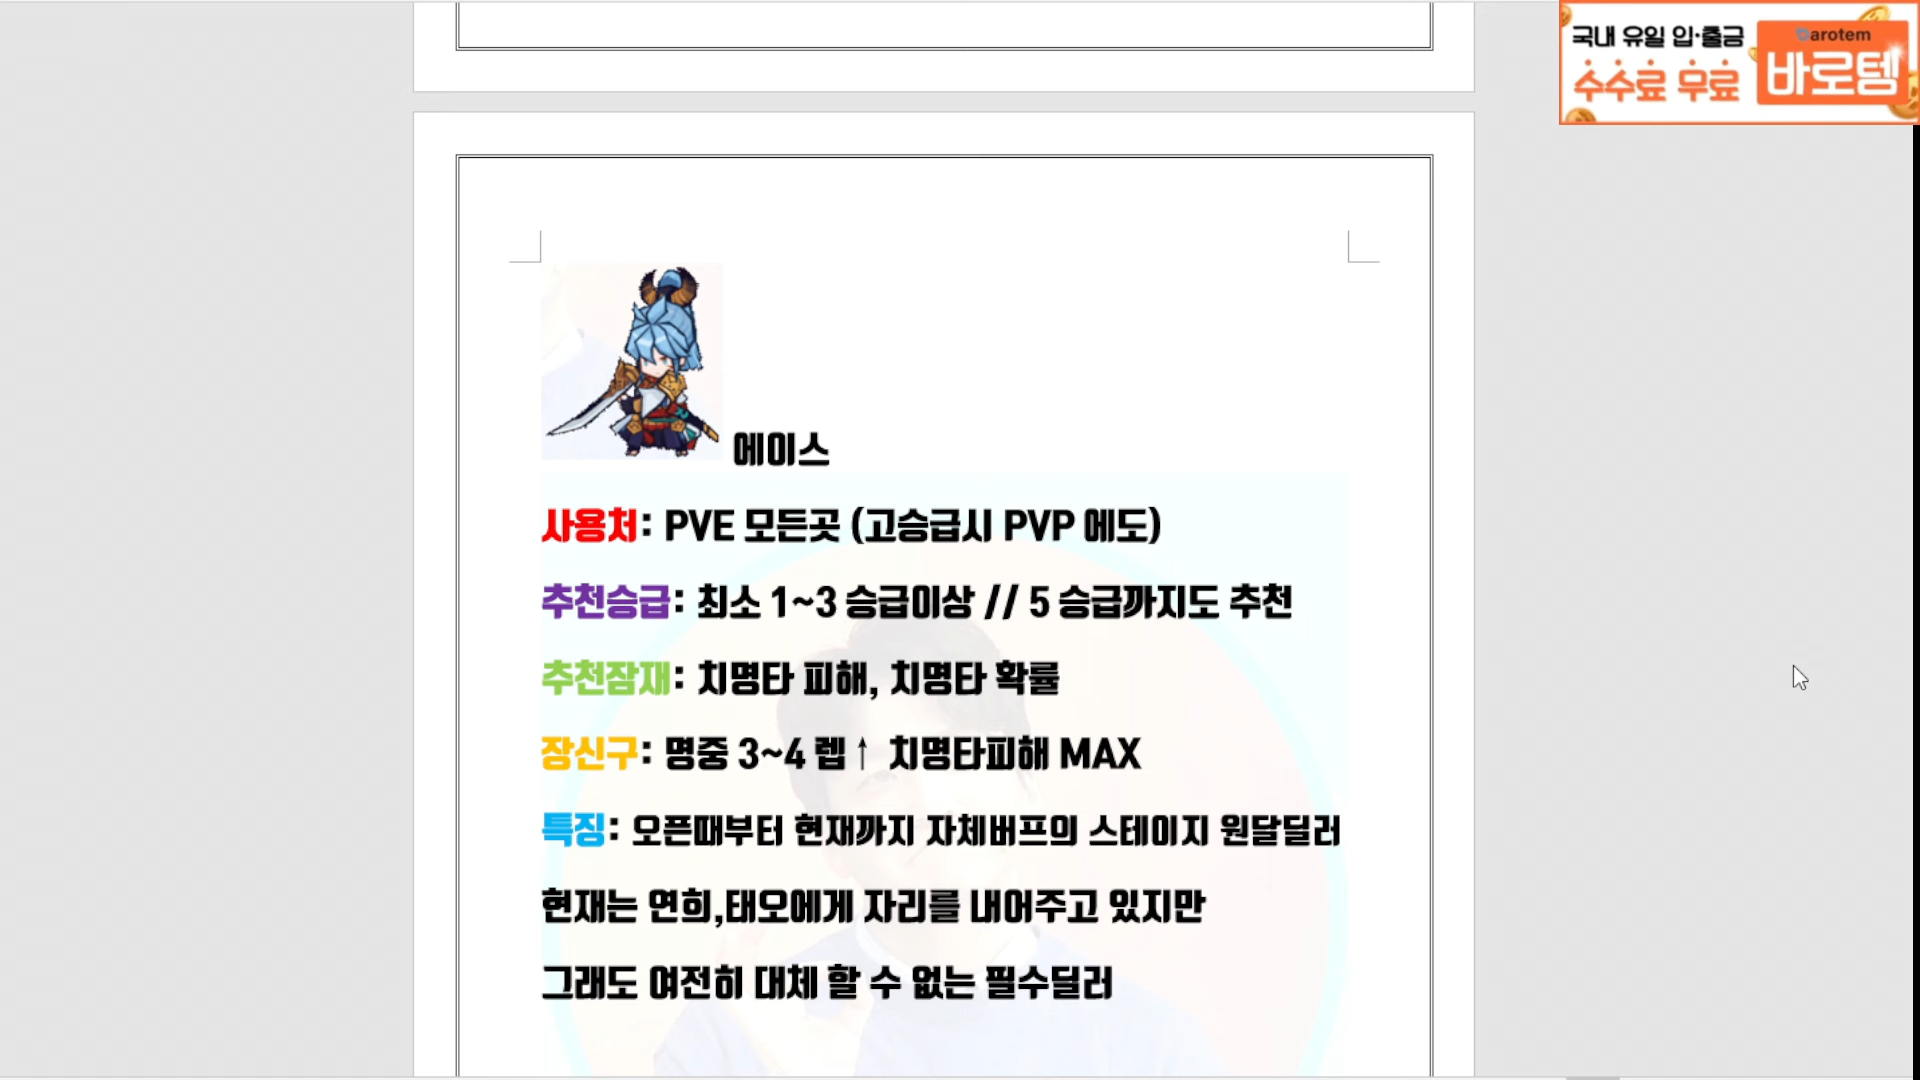 국내 유일 입·출금
수수료 무료
Barotem
바로템
에이스
사용처: PVE 모든곳 (고승급시 PVP 에도)
추천승급: 최소 1~3 승급이상 // 5 승급까지도 추천
추천잠재: 치명타 피해, 치명타 확률
장신구: 명중 3~4 렙↑ 치명타피해 MAX
특징: 오픈때부터 현재까지 자체버프의 스테이지 원달딜러
현재는 연희,태오에게 자리를 내어주고 있지만
그래도 여전히 대체 할 수 없는 필수딜러